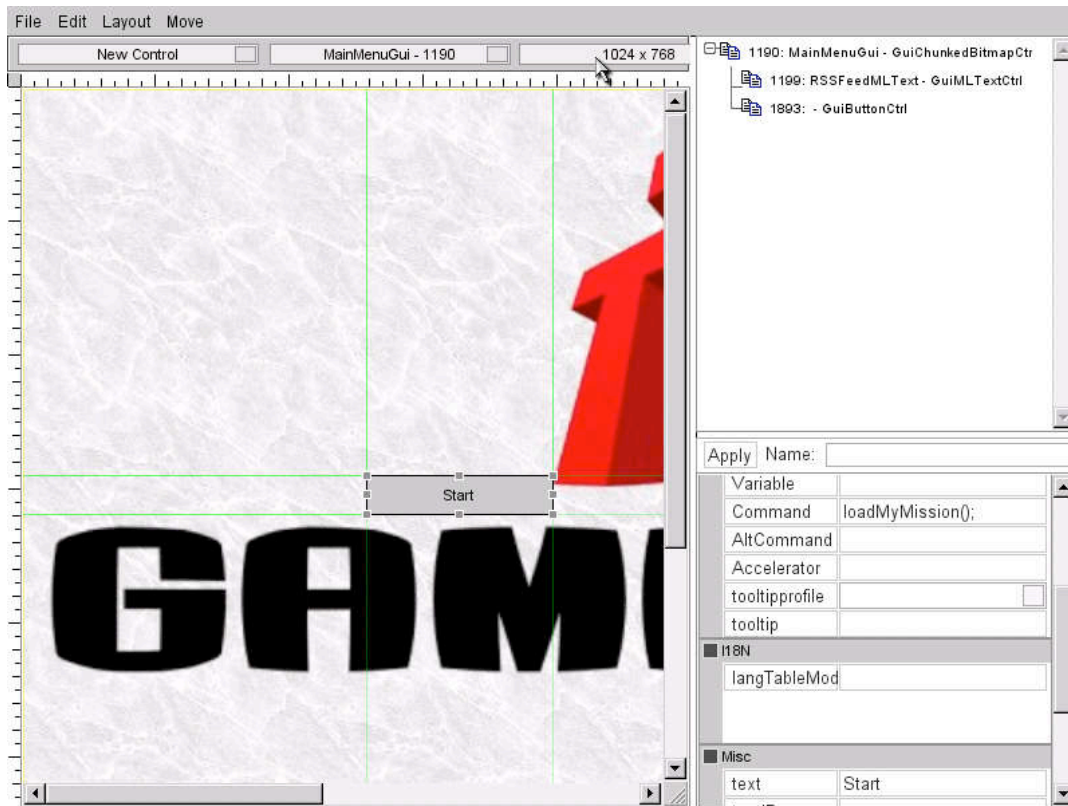 File Edit Layout Move
New Control MainMenuGui - 1190 1024 x 768
1190: MainMenuGui - GuiChunkedBitmapCtr
1199: RSSFeedMLText - GuiMLTextCtrl
1893: - GuiButtonCtrl
Start
GAM
Apply Name:
Variable
Command loadMyMission();
AltCommand
Accelerator
tooltipprofile
tooltip
I18N
langTableMod
Misc
text Start